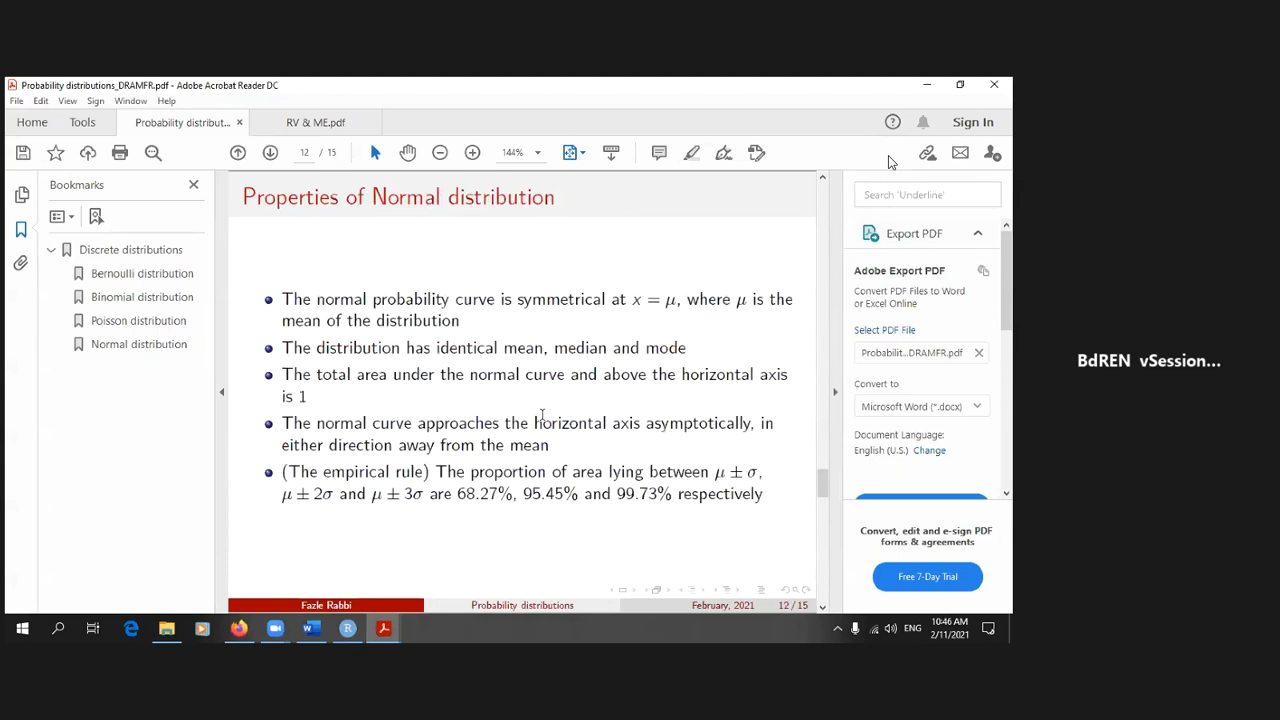 Probability distributions_DRAMFR.pdf - Adobe Acrobat Reader DC
File Edit View Sign Window Help
Home Tools Probability distribut... × RV & ME.pdf Sign In
12 / 15 144%
Bookmarks
Discrete distributions
Bernoulli distribution
Binomial distribution
Poisson distribution
Normal distribution
Properties of Normal distribution
The normal probability curve is symmetrical at x = μ, where μ is the
mean of the distribution
The distribution has identical mean, median and mode
The total area under the normal curve and above the horizontal axis
is 1
The normal curve approaches the horizontal axis asymptotically, in
either direction away from the mean
(The empirical rule) The proportion of area lying between μ ± σ,
μ ± 2σ and μ ± 3σ are 68.27%, 95.45% and 99.73% respectively
Fazle Rabbi Probability distributions February, 2021 12 / 15
Search 'Underline'
Export PDF
Adobe Export PDF
Convert PDF Files to Word
or Excel Online
Select PDF File
Probabilit...DRAMFR.pdf ×
Convert to
Microsoft Word (*.docx)
Document Language:
English (U.S.) Change
Convert, edit and e-sign PDF
forms & agreements
Free 7-Day Trial
BdREN vSession...
ENG
10:46 AM
2/11/2021